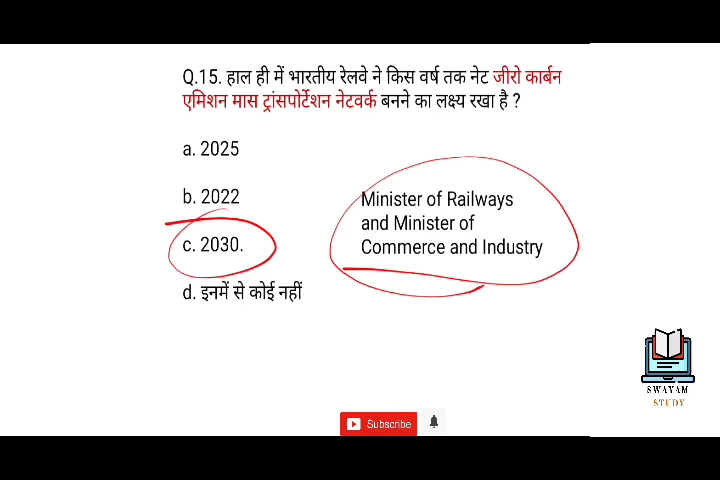 Q.15. हाल ही में भारतीय रेलवे ने किस वर्ष तक नेट जीरो कार्बन
एमिशन मास ट्रांसपोर्टेशन नेटवर्क बनने का लक्ष्य रखा है ?
a. 2025
b. 2022
c. 2030.
d. इनमें से कोई नहीं
Minister of Railways
and Minister of
Commerce and Industry
SWAYAM
STUDY
Subscribe